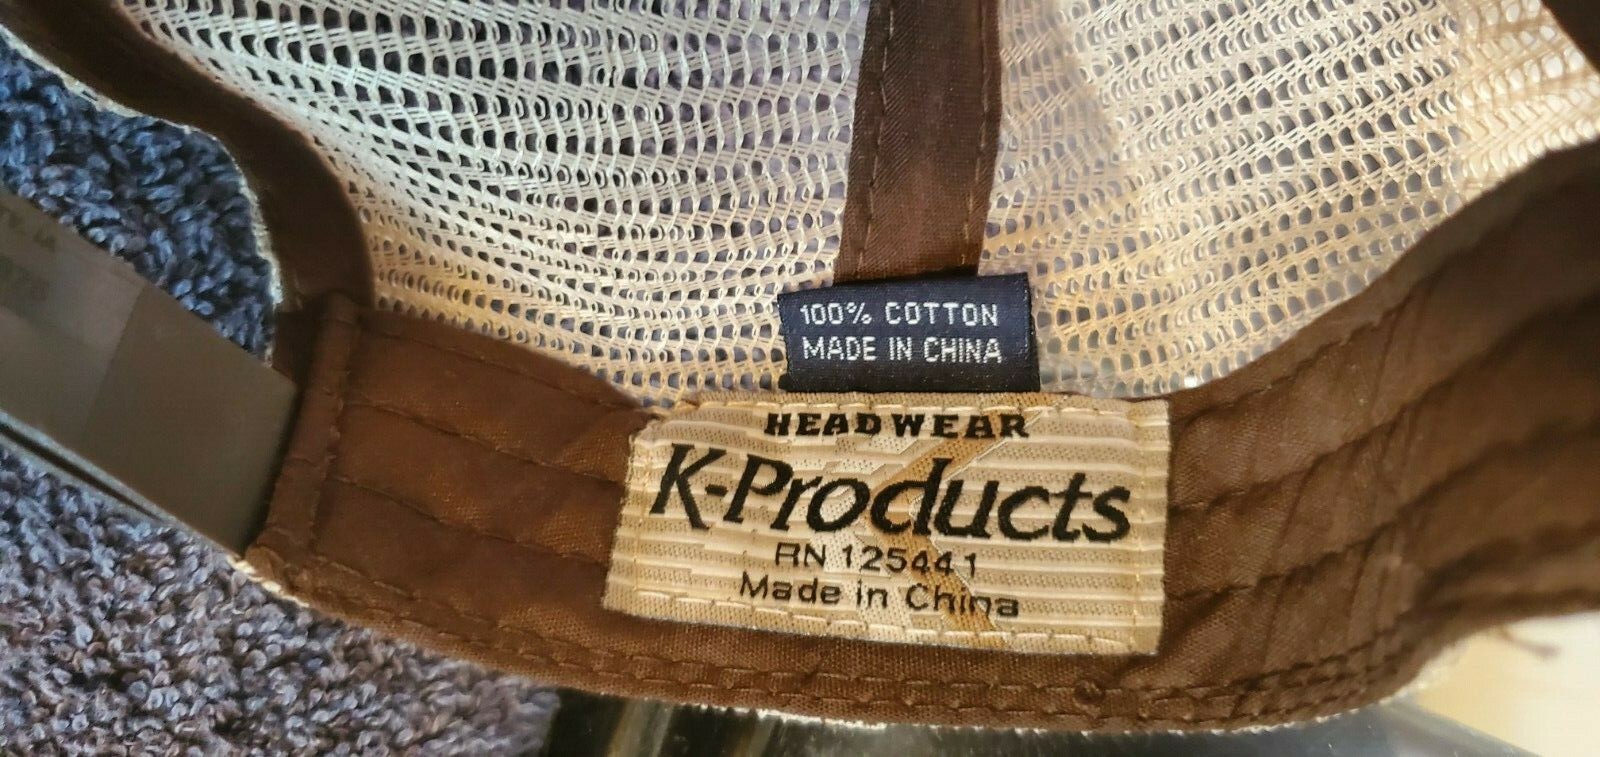 100% COTTON
MADE IN CHINA
HEADWEAR
K-Products
RN 125441
Made in China